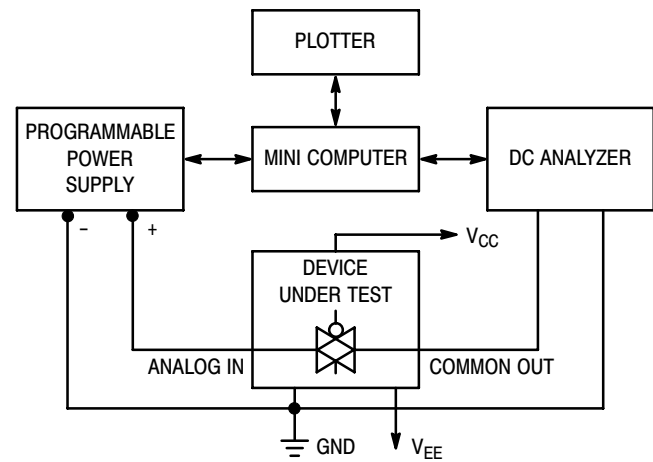 PLOTTER
PROGRAMMABLE
POWER
SUPPLY
MINI COMPUTER
DC ANALYZER
− +
VCC
DEVICE
UNDER TEST
ANALOG IN
COMMON OUT
GND
VEE